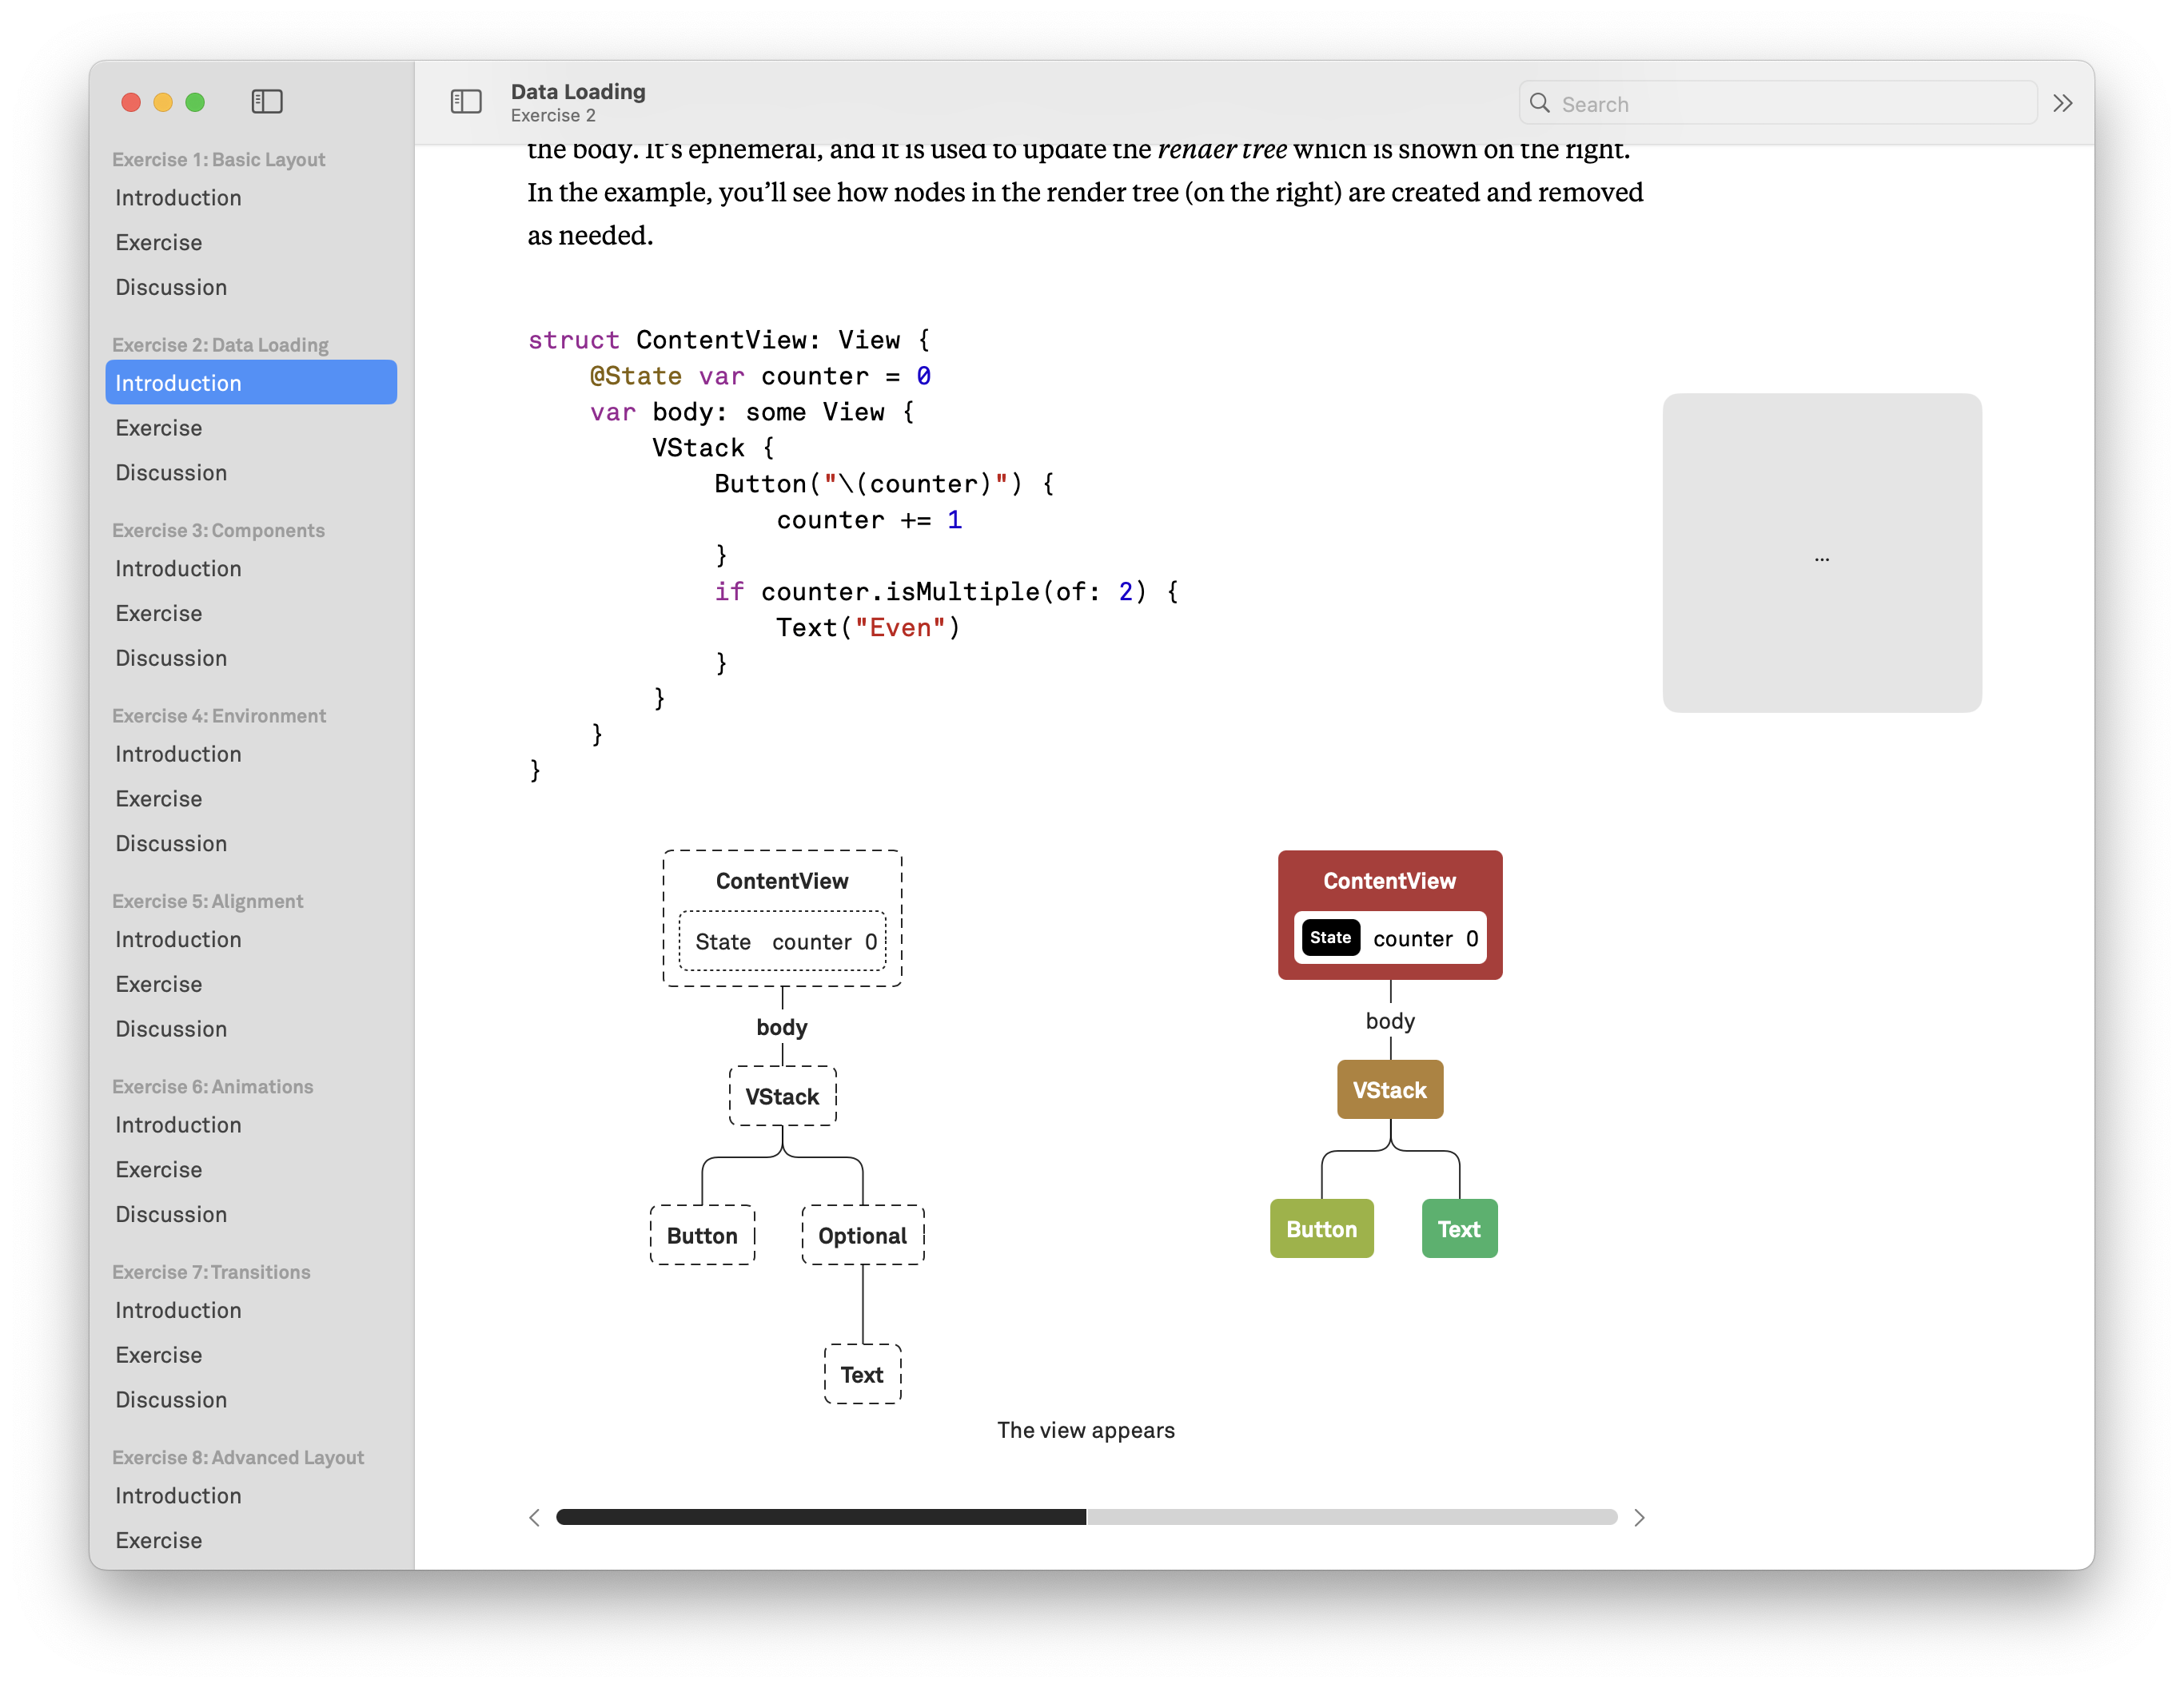 Exercise 1: Basic Layout
Introduction
Exercise
Discussion
Exercise 2: Data Loading
Introduction
Exercise
Discussion
Exercise 3: Components
Introduction
Exercise
Discussion
Exercise 4: Environment
Introduction
Exercise
Discussion
Exercise 5: Alignment
Introduction
Exercise
Discussion
Exercise 6: Animations
Introduction
Exercise
Discussion
Exercise 7: Transitions
Introduction
Exercise
Discussion
Exercise 8: Advanced Layout
Introduction
Exercise
Data Loading
Exercise 2
Search
the body. It’s ephemeral, and it is used to update the render tree which is shown on the right.
In the example, you’ll see how nodes in the render tree (on the right) are created and removed
as needed.
struct ContentView: View {
    @State var counter = 0
    var body: some View {
        VStack {
            Button("\(counter)") {
                counter += 1
            }
            if counter.isMultiple(of: 2) {
                Text("Even")
            }
        }
    }
}
...
ContentView
State counter 0
body
VStack
Button Optional
Text
ContentView
State counter 0
body
VStack
Button Text
The view appears